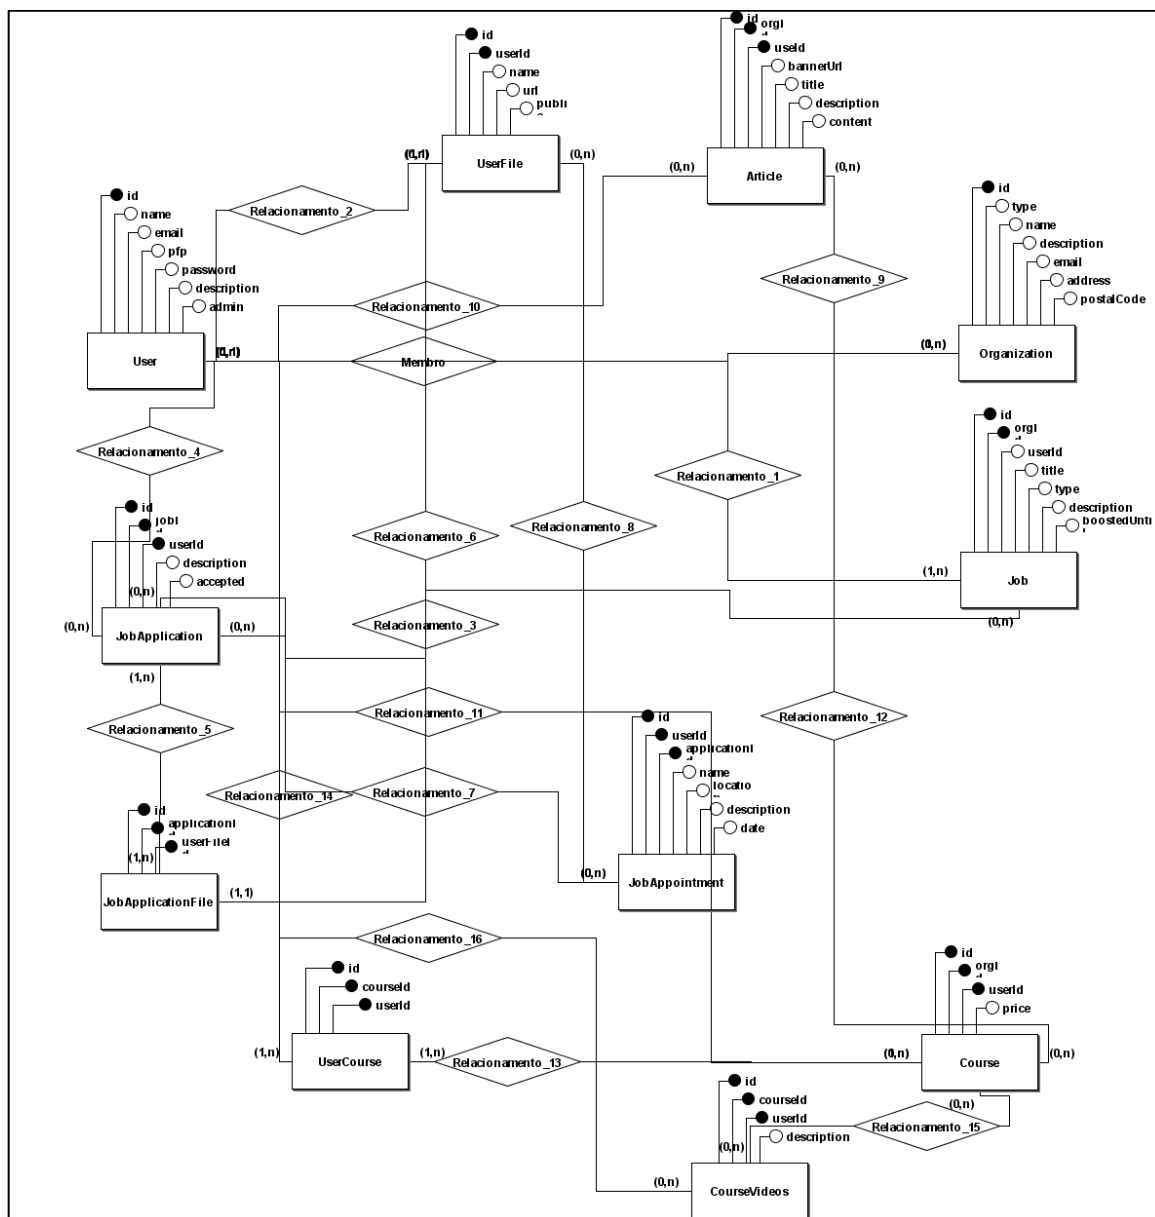 id
userId
name
url
UserFile
(0,n)
id
useId
bannerUrl
title
description
content
Article
(0,n)
(0,n)
Relacionamento_2
id
name
email
pfp
password
description
admin
User
id
type
name
description
email
address
postalCode
Organization
(0,n)
Relacionamento_9
Relacionamento_10
Membro
Relacionamento_4
Relacionamento_1
id
userId
title
type
description
Job
(1,n)
(0,n)
id
userId
description
accepted
(0,n)
JobApplication
(0,n)
(0,n)
(1,n)
Relacionamento_8
Relacionamento_6
Relacionamento_3
Relacionamento_5
Relacionamento_11
Relacionamento_12
id
userId
name
description
date
JobAppointment
(0,n)
Relacionamento_14
Relacionamento_7
id
(1,n)
JobApplicationFile
(1,1)
Relacionamento_16
id
courseId
userId
UserCourse
(1,n)
(1,n)
Relacionamento_13
id
userId
price
Course
(0,n)
(0,n)
Relacionamento_15
id
courseId
userId
description
(0,n)
CourseVideos
(0,n)